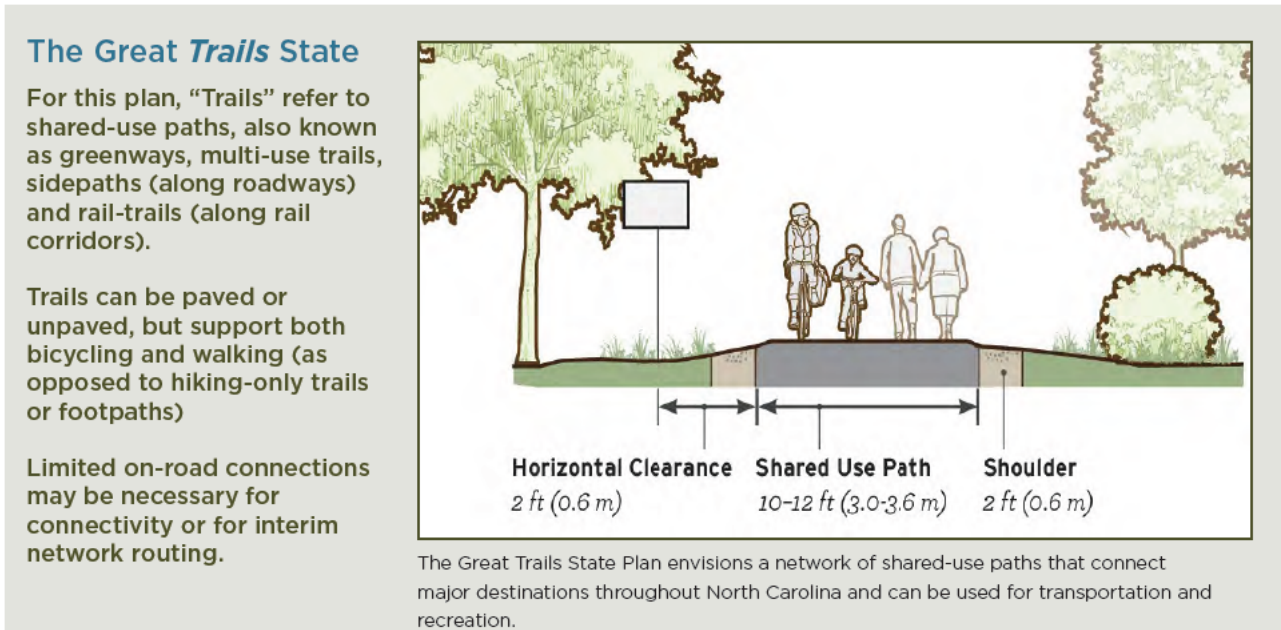 The Great Trails State
For this plan, “Trails” refer to
shared-use paths, also known
as greenways, multi-use trails,
sidepaths (along roadways)
and rail-trails (along rail
corridors).
Trails can be paved or
unpaved, but support both
bicycling and walking (as
opposed to hiking-only trails
or footpaths)
Limited on-road connections
may be necessary for
connectivity or for interim
network routing.
Horizontal Clearance
2 ft (0.6 m)
Shared Use Path
10–12 ft (3.0-3.6 m)
Shoulder
2 ft (0.6 m)
The Great Trails State Plan envisions a network of shared-use paths that connect
major destinations throughout North Carolina and can be used for transportation and
recreation.